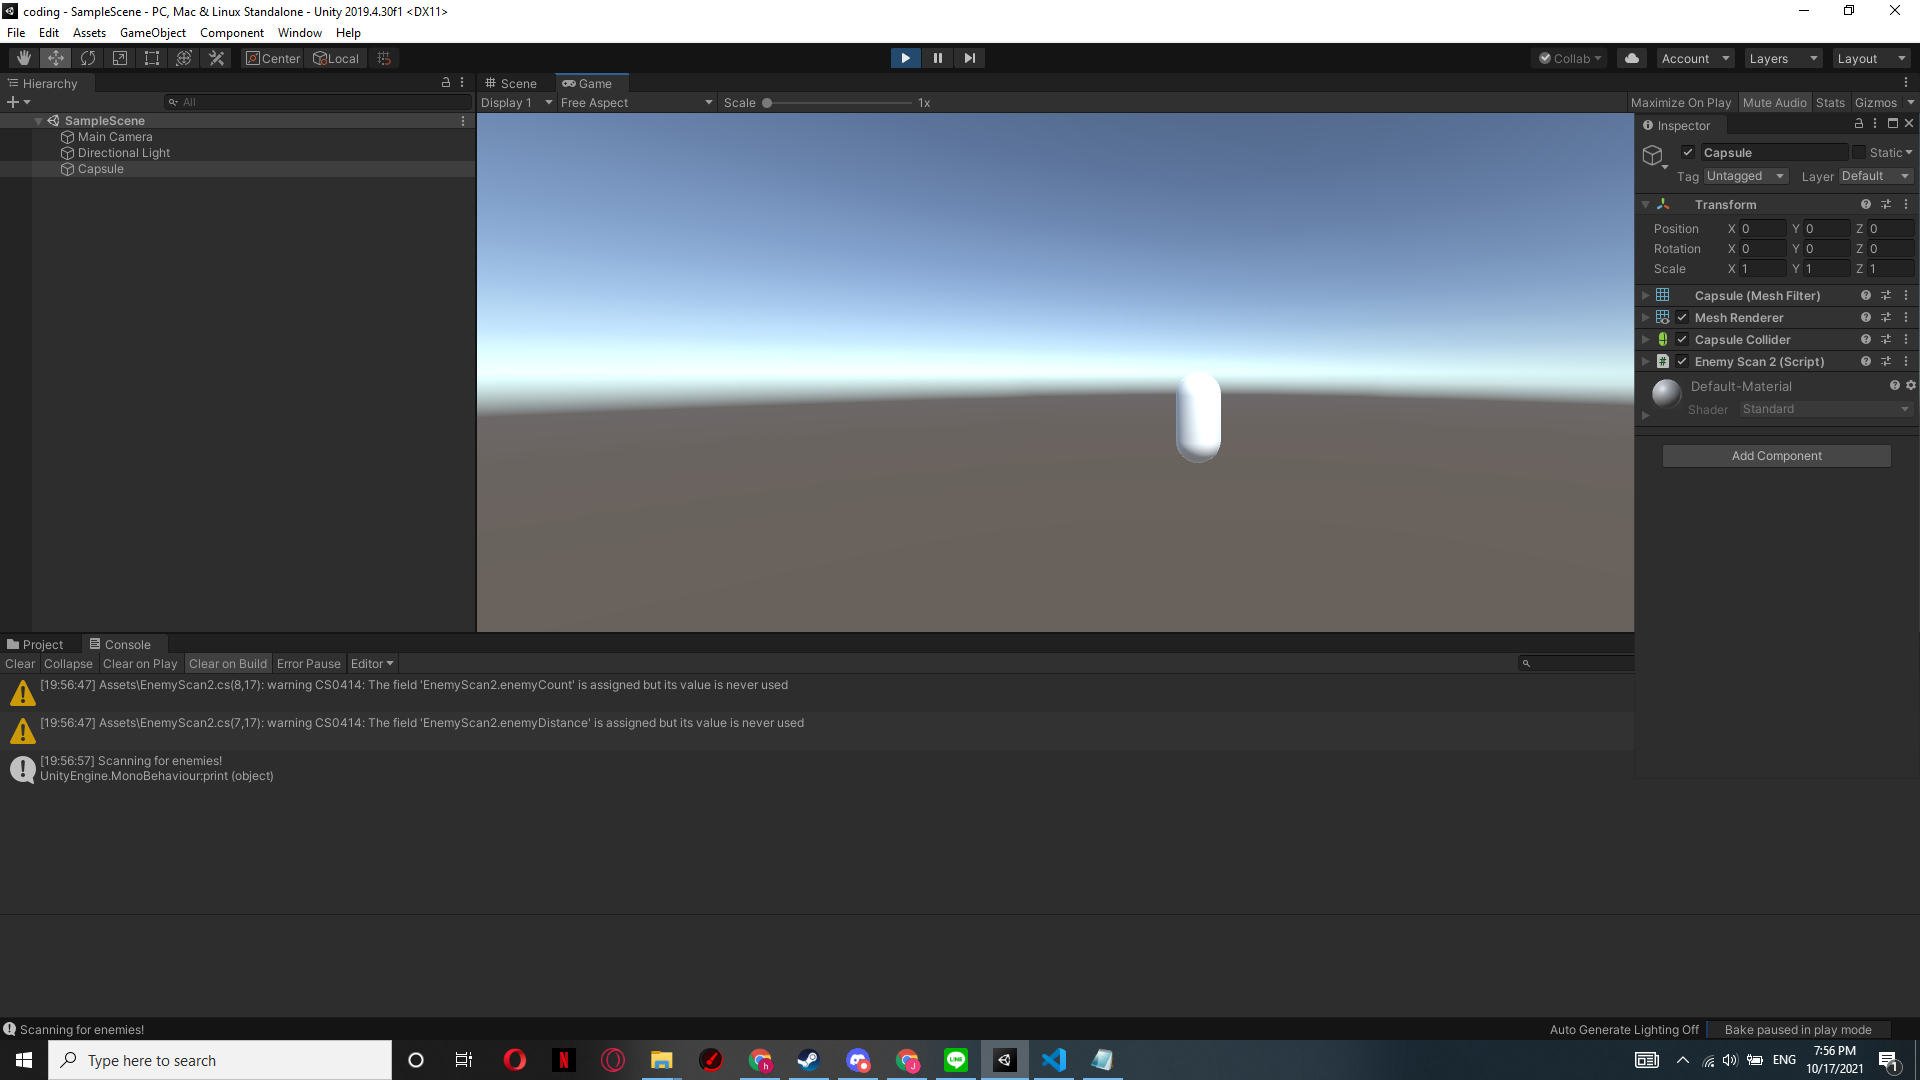 coding - SampleScene - PC, Mac & Linux Standalone - Unity 2019.4.30f1 <DX11>
File Edit Assets GameObject Component Window Help
Center Local Collab Account Layers Layout
Hierarchy
All
SampleScene
Main Camera
Directional Light
Capsule
Scene Game
Display 1 Free Aspect Scale 1x Maximize On Play Mute Audio Stats Gizmos
Inspector
Capsule Static
Tag Untagged Layer Default
Transform
Position X 0 Y 0 Z 0
Rotation X 0 Y 0 Z 0
Scale X 1 Y 1 Z 1
Capsule (Mesh Filter)
Mesh Renderer
Capsule Collider
# Enemy Scan 2 (Script)
Default-Material
Shader Standard
Add Component
Project Console
Clear Collapse Clear on Play Clear on Build Error Pause Editor
[19:56:47] Assets\EnemyScan2.cs(8,17): warning CS0414: The field 'EnemyScan2.enemyCount' is assigned but its value is never used
[19:56:47] Assets\EnemyScan2.cs(7,17): warning CS0414: The field 'EnemyScan2.enemyDistance' is assigned but its value is never used
[19:56:57] Scanning for enemies!
UnityEngine.MonoBehaviour:print (object)
Scanning for enemies! Auto Generate Lighting Off Bake paused in play mode
Type here to search
N
h
J
LINE
ENG
7:56 PM
10/17/2021
1